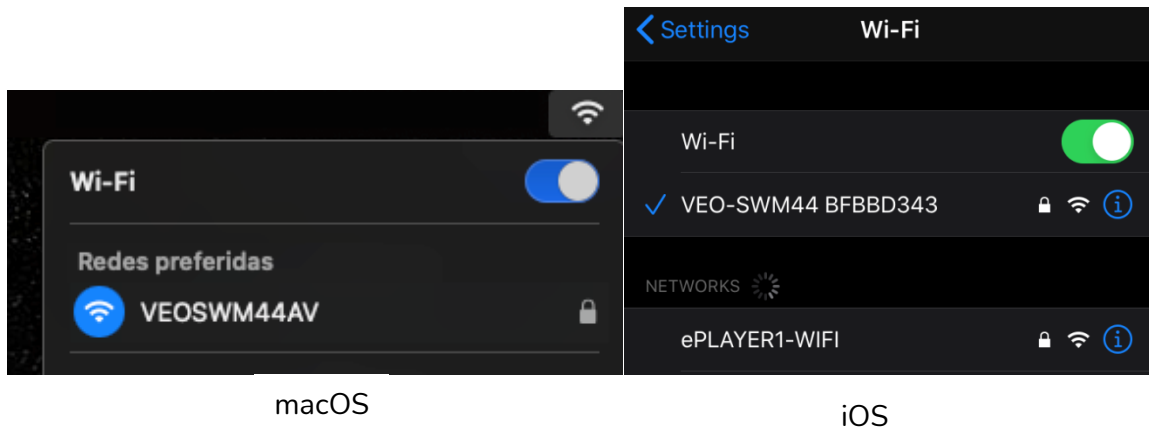 Wi-Fi
Redes preferidas
VEOSWM44AV
macOS
Settings Wi-Fi
Wi-Fi
VEO-SWM44 BFBBD343
NETWORKS
ePLAYER1-WIFI
iOS